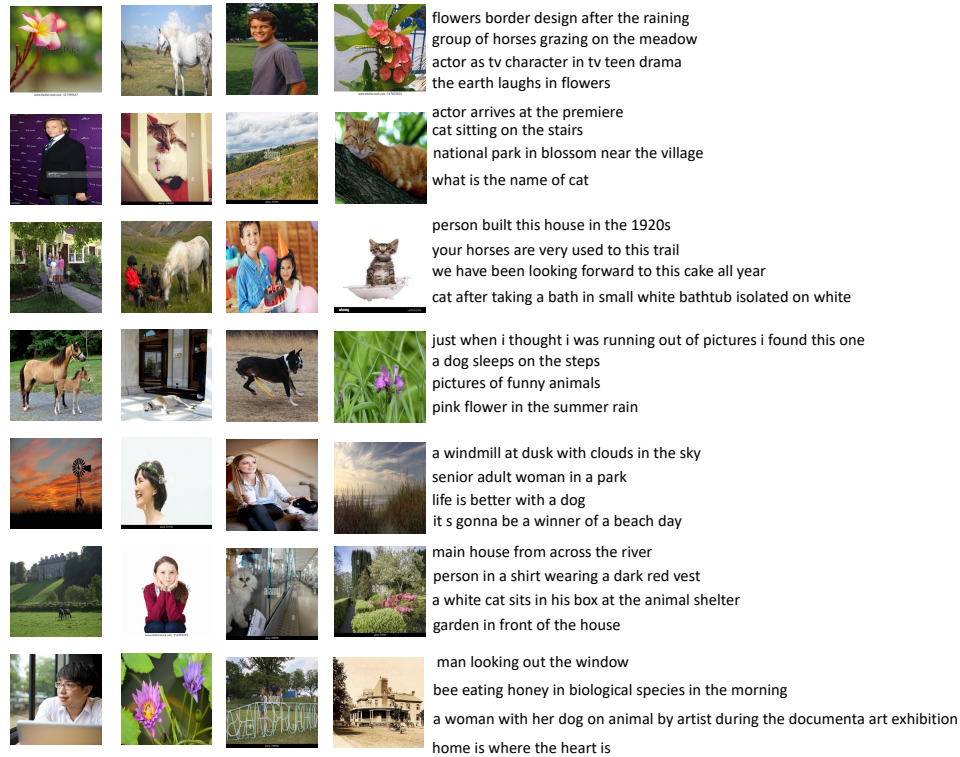 flowers border design after the raining
group of horses grazing on the meadow
actor as tv character in tv teen drama
the earth laughs in flowers
actor arrives at the premiere
cat sitting on the stairs
national park in blossom near the village
what is the name of cat
person built this house in the 1920s
your horses are very used to this trail
we have been looking forward to this cake all year
cat after taking a bath in small white bathtub isolated on white
just when i thought i was running out of pictures i found this one
a dog sleeps on the steps
pictures of funny animals
pink flower in the summer rain
a windmill at dusk with clouds in the sky
senior adult woman in a park
life is better with a dog
it s gonna be a winner of a beach day
main house from across the river
person in a shirt wearing a dark red vest
a white cat sits in his box at the animal shelter
garden in front of the house
man looking out the window
bee eating honey in biological species in the morning
a woman with her dog on animal by artist during the documenta art exhibition
home is where the heart is